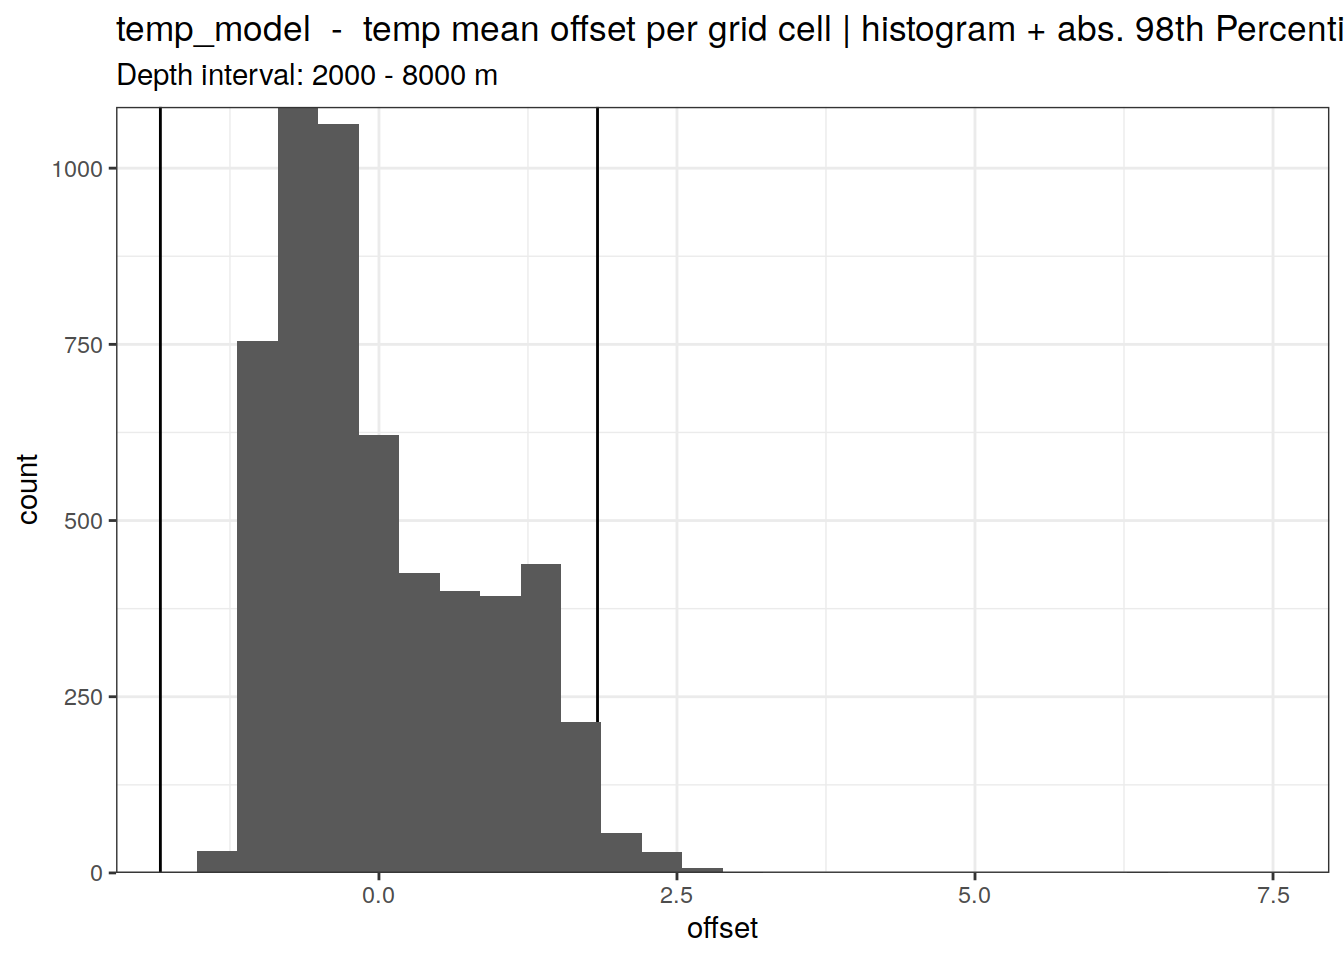 temp_model  -  temp mean offset per grid cell | histogram + abs. 98th Percenti
Depth interval: 2000 - 8000 m
1000
750
500
250
0
count
0.0
2.5
5.0
7.5
offset